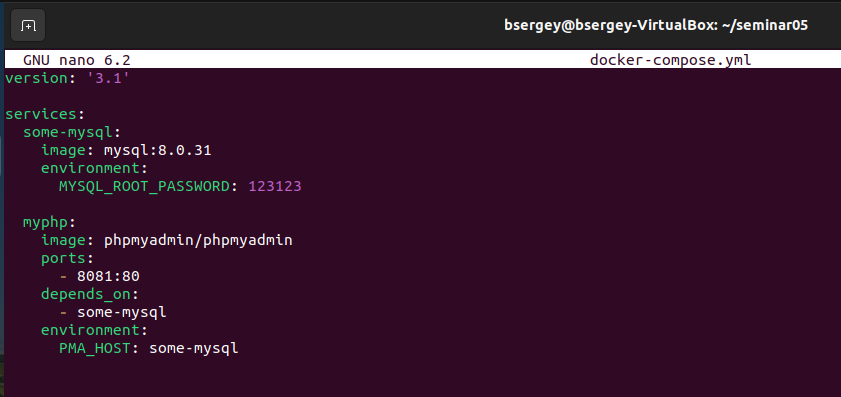 bsergey@bsergey-VirtualBox: ~/seminar05
GNU nano 6.2 docker-compose.yml
version: '3.1'

services:
  some-mysql:
    image: mysql:8.0.31
    environment:
      MYSQL_ROOT_PASSWORD: 123123

  myphp:
    image: phpmyadmin/phpmyadmin
    ports:
      - 8081:80
    depends_on:
      - some-mysql
    environment:
      PMA_HOST: some-mysql